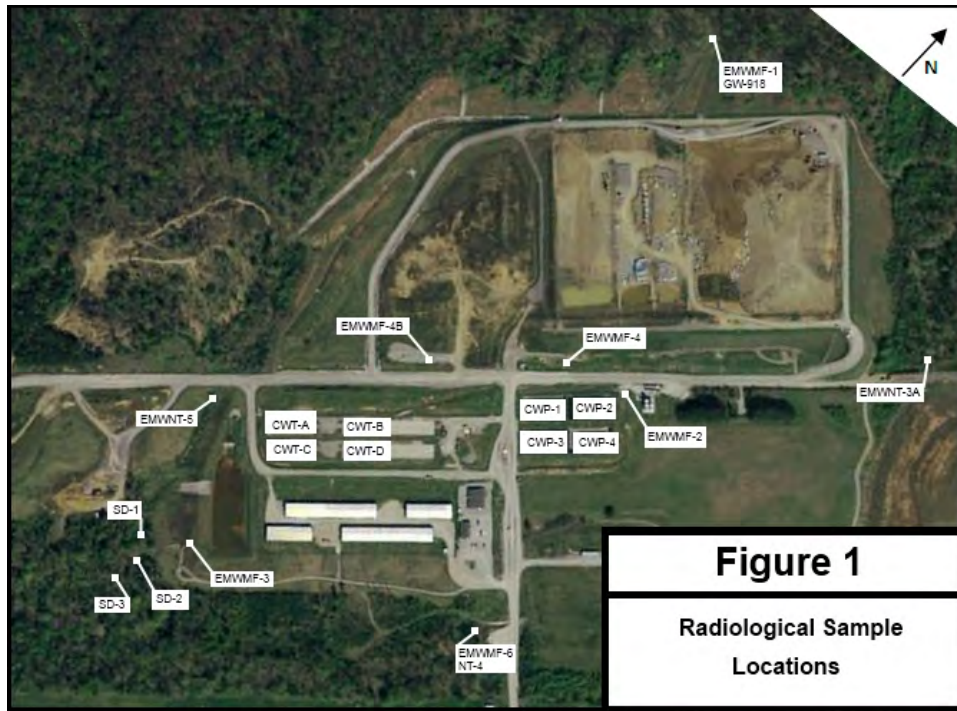 EMWMF-1
GW-918
N
EMWMF-4B
EMWMF-4
EMWNT-3A
EMWNT-5
CWT-A
CWT-B
CWP-1
CWP-2
EMWMF-2
CWT-C
CWT-D
CWP-3
CWP-4
SD-1
EMWMF-3
SD-3
SD-2
EMWMF-6
NT-4
Figure 1
Radiological Sample
Locations